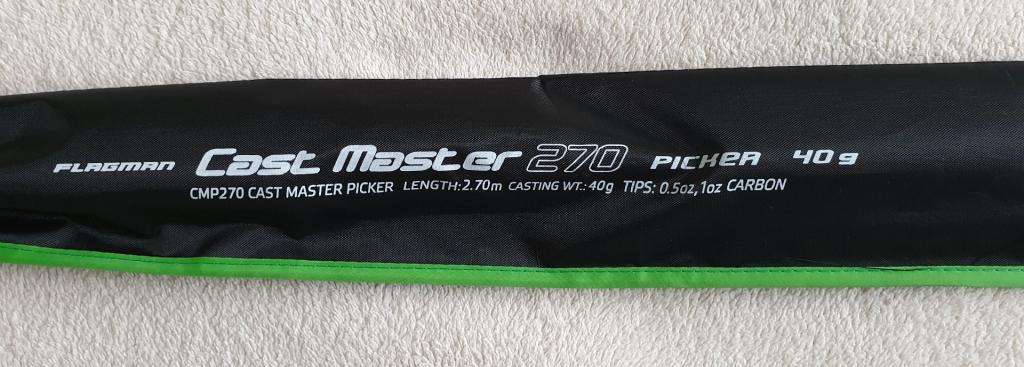 FLAGMAN Cast Master 270 PICKER 40g
CMP270 CAST MASTER PICKER LENGTH:2.70m CASTING WT.: 40g TIPS: 0.5oz,1oz CARBON